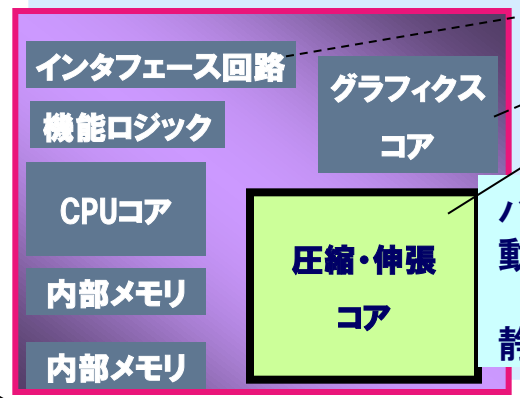 インタフェース回路
グラフィクス
コア
機能ロジック
CPUコア
圧縮・伸張
コア
内部メモリ
内部メモリ
動